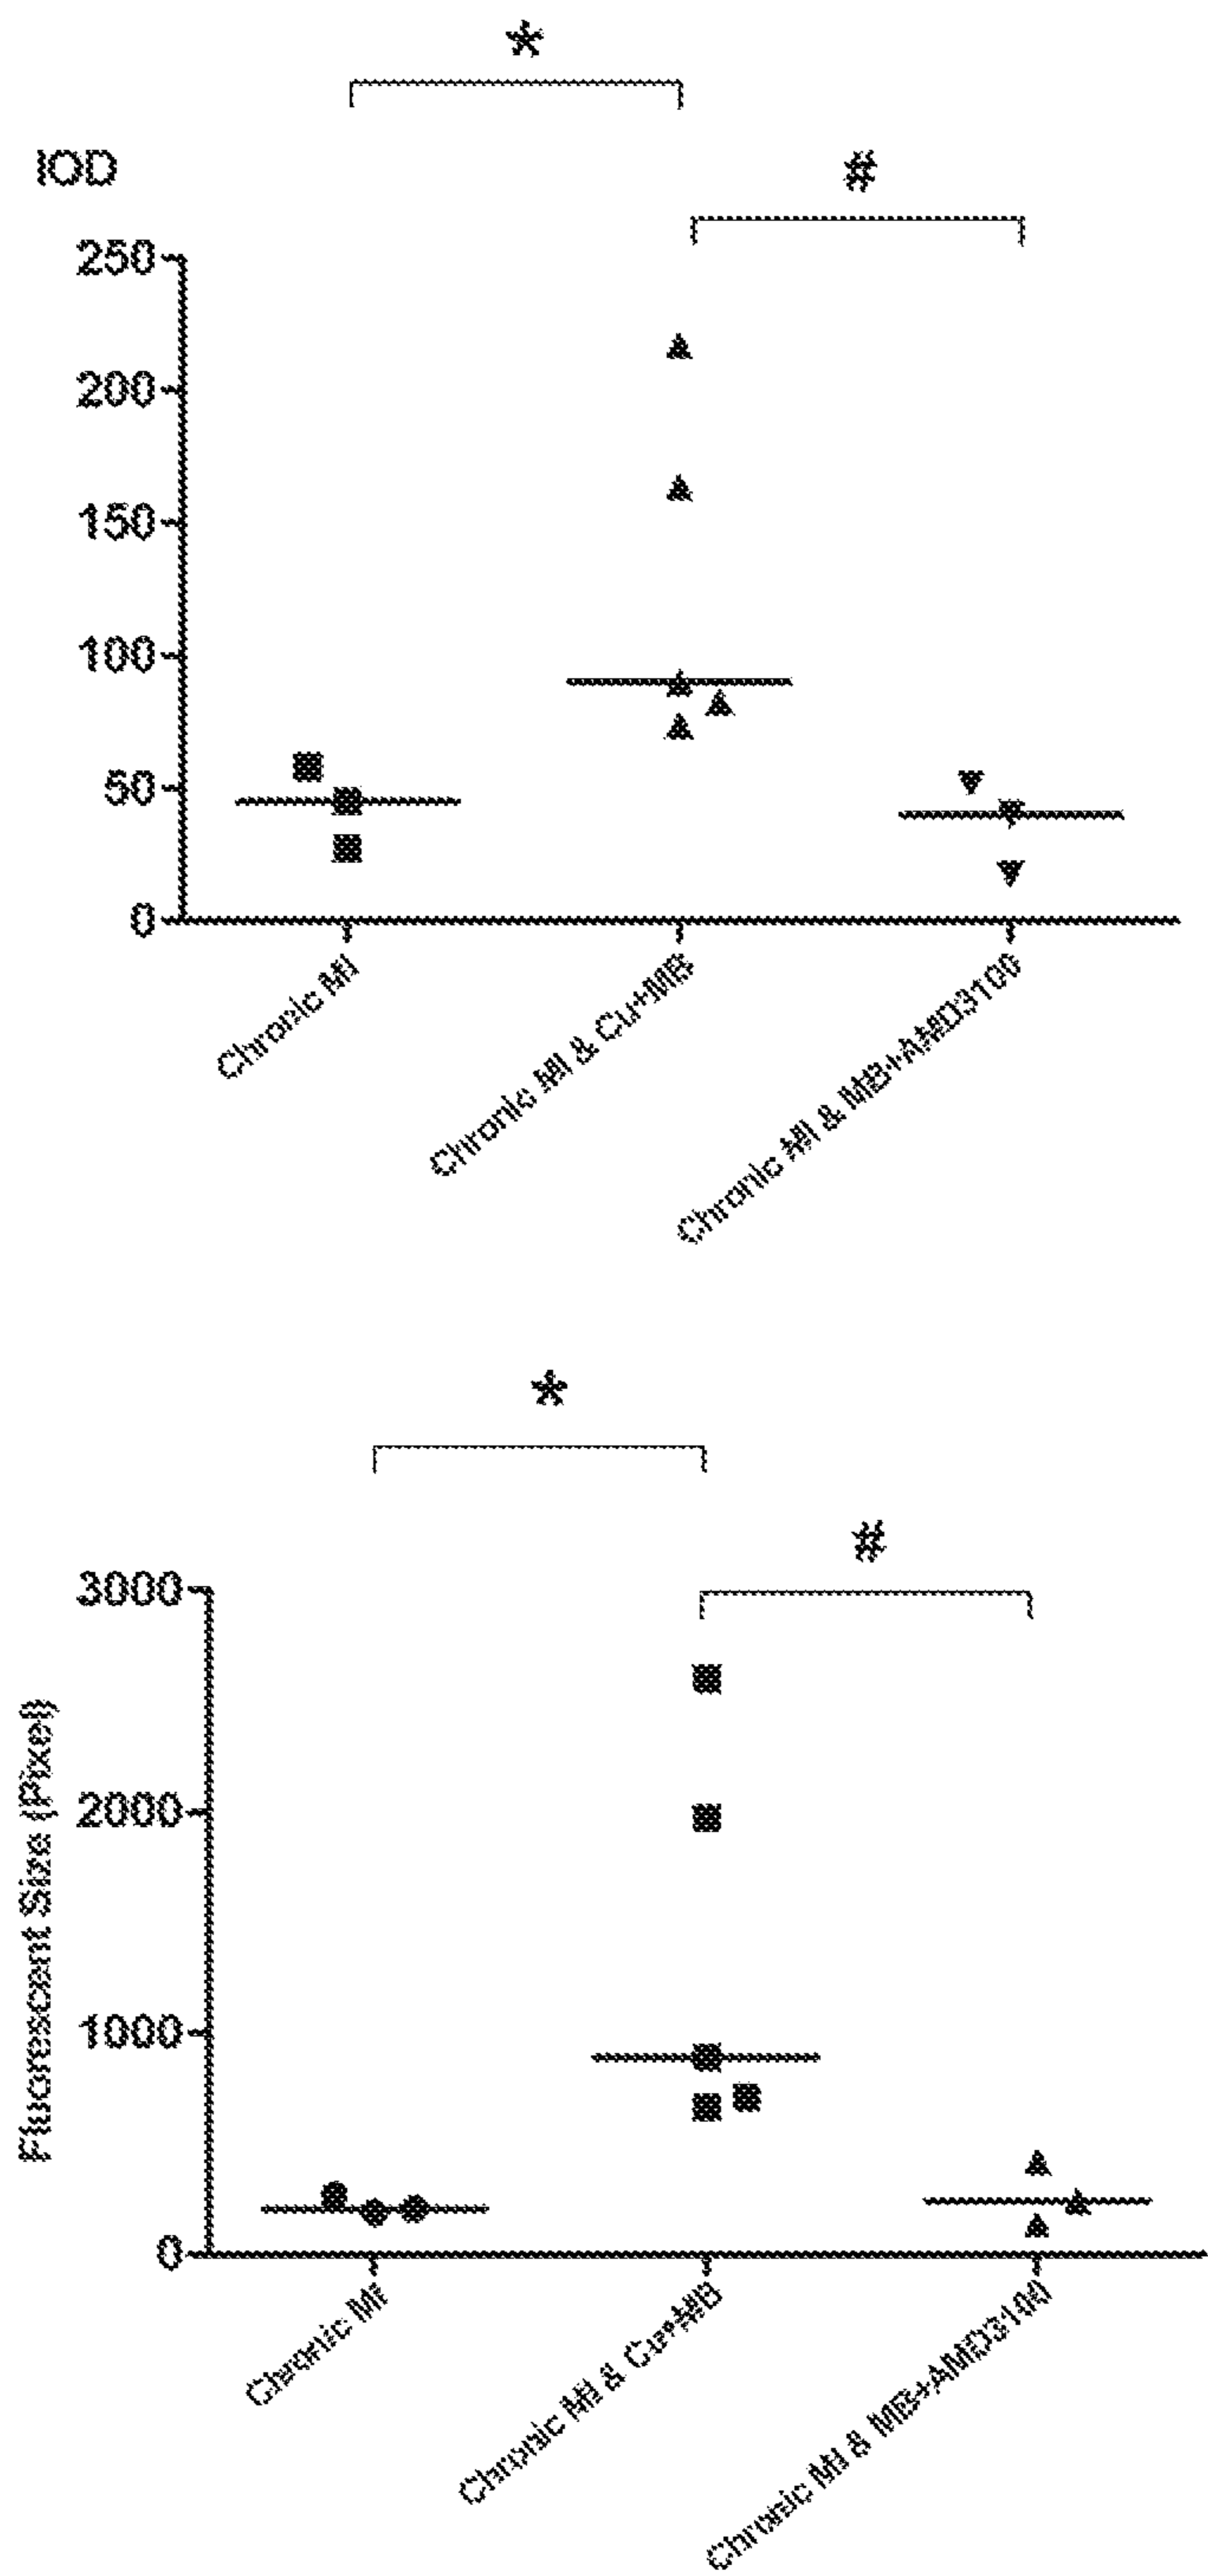 *
IOD
#
250
200
150
100
50
0
Chronic MI
Chronic MI & Cu+MB
Chronic MI & MB+AMD3100
*
#
3000
2000
1000
0
Fluorescent Size (Pixel)
Chronic MI
Chronic MI & Cu+MB
Chronic MI & MB+AMD3100